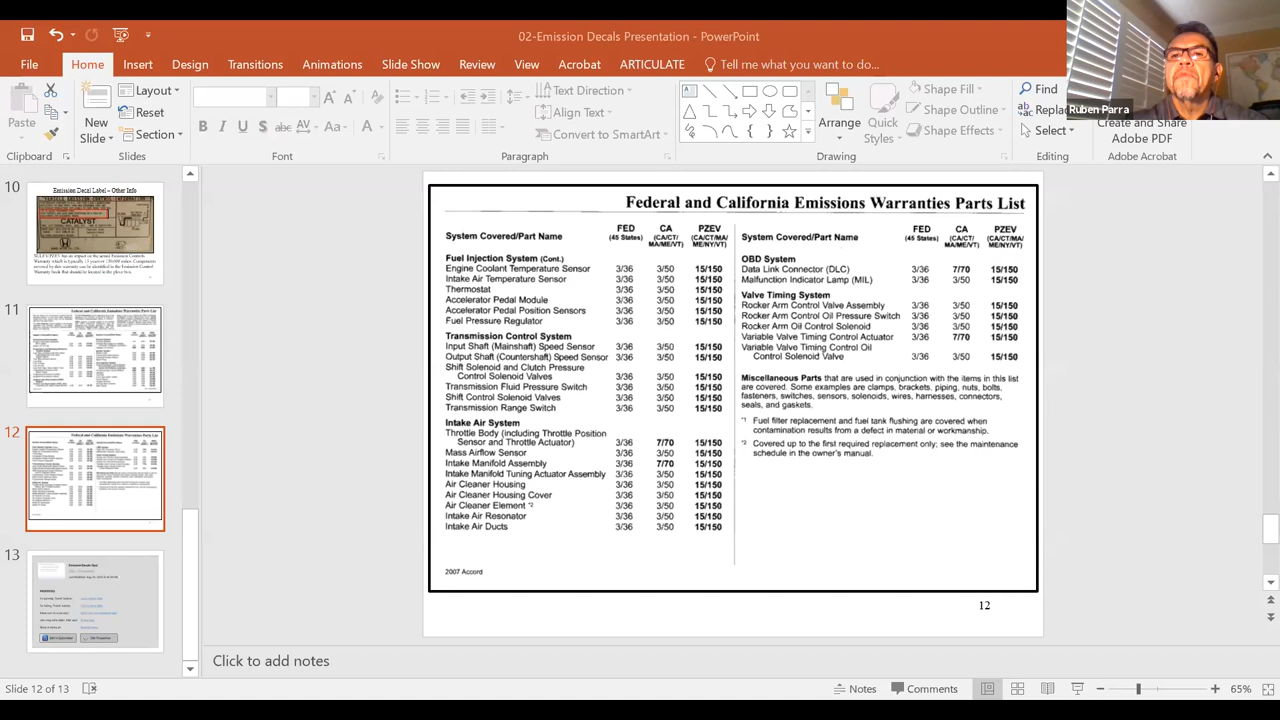 02-Emission Decals Presentation - PowerPoint
File Home Insert Design Transitions Animations Slide Show Review View Acrobat ARTICULATE Tell me what you want to do...
Ruben Parra
Paste
New Slide
Layout
Reset
Section
B I U S abc AV Aa A
Text Direction
Align Text
Convert to SmartArt
Arrange
Quick Styles
Shape Fill
Shape Outline
Shape Effects
Find
Replace
Select
Create and Share
Adobe PDF
Clipboard Slides Font Paragraph Drawing Editing Adobe Acrobat
10
Emission Decal Label - Other Info
CATALYST
11
Federal and California Emissions Warranties Parts List
12
Federal and California Emissions Warranties Parts List
13
Federal and California Emissions Warranties Parts List
System Covered/Part Name FED (45 States) CA (CA/CT/MA/ME/VT) PZEV (CA/CT/MA/ME/NY/VT)
Fuel Injection System (Cont.)
Engine Coolant Temperature Sensor 3/36 3/50 15/150
Intake Air Temperature Sensor 3/36 3/50 15/150
Thermostat 3/36 3/50 15/150
Accelerator Pedal Module 3/36 3/50 15/150
Accelerator Pedal Position Sensors 3/36 3/50 15/150
Fuel Pressure Regulator 3/36 3/50 15/150
Transmission Control System
Input Shaft (Mainshaft) Speed Sensor 3/36 3/50 15/150
Output Shaft (Countershaft) Speed Sensor 3/36 3/50 15/150
Shift Solenoid and Clutch Pressure
Control Solenoid Valves 3/36 3/50 15/150
Transmission Fluid Pressure Switch 3/36 3/50 15/150
Shift Control Solenoid Valves 3/36 3/50 15/150
Transmission Range Switch 3/36 3/50 15/150
Intake Air System
Throttle Body (including Throttle Position
Sensor and Throttle Actuator) 3/36 7/70 15/150
Mass Airflow Sensor 3/36 3/50 15/150
Intake Manifold Assembly 3/36 7/70 15/150
Intake Manifold Tuning Actuator Assembly 3/36 3/50 15/150
Air Cleaner Housing 3/36 3/50 15/150
Air Cleaner Housing Cover 3/36 3/50 15/150
Air Cleaner Element *2 3/36 3/50 15/150
Intake Air Resonator 3/36 3/50 15/150
Intake Air Ducts 3/36 3/50 15/150
2007 Accord
System Covered/Part Name FED (45 States) CA (CA/CT/MA/ME/VT) PZEV (CA/CT/MA/ME/NY/VT)
OBD System
Data Link Connector (DLC) 3/36 7/70 15/150
Malfunction Indicator Lamp (MIL) 3/36 3/50 15/150
Valve Timing System
Rocker Arm Control Valve Assembly 3/36 3/50 15/150
Rocker Arm Control Oil Pressure Switch 3/36 3/50 15/150
Rocker Arm Oil Control Solenoid 3/36 3/50 15/150
Variable Valve Timing Control Actuator 3/36 7/70 15/150
Variable Valve Timing Control Oil
Control Solenoid Valve 3/36 3/50 15/150
Miscellaneous Parts that are used in conjunction with the items in this list
are covered. Some examples are clamps, brackets, piping, nuts, bolts,
fasteners, switches, sensors, solenoids, wires, harnesses, connectors,
seals, and gaskets.
*1 Fuel filter replacement and fuel tank flushing are covered when
contamination results from a defect in material or workmanship.
*2 Covered up to the first required replacement only; see the maintenance
schedule in the owner's manual.
12
Click to add notes
Slide 12 of 13 Notes Comments 65%